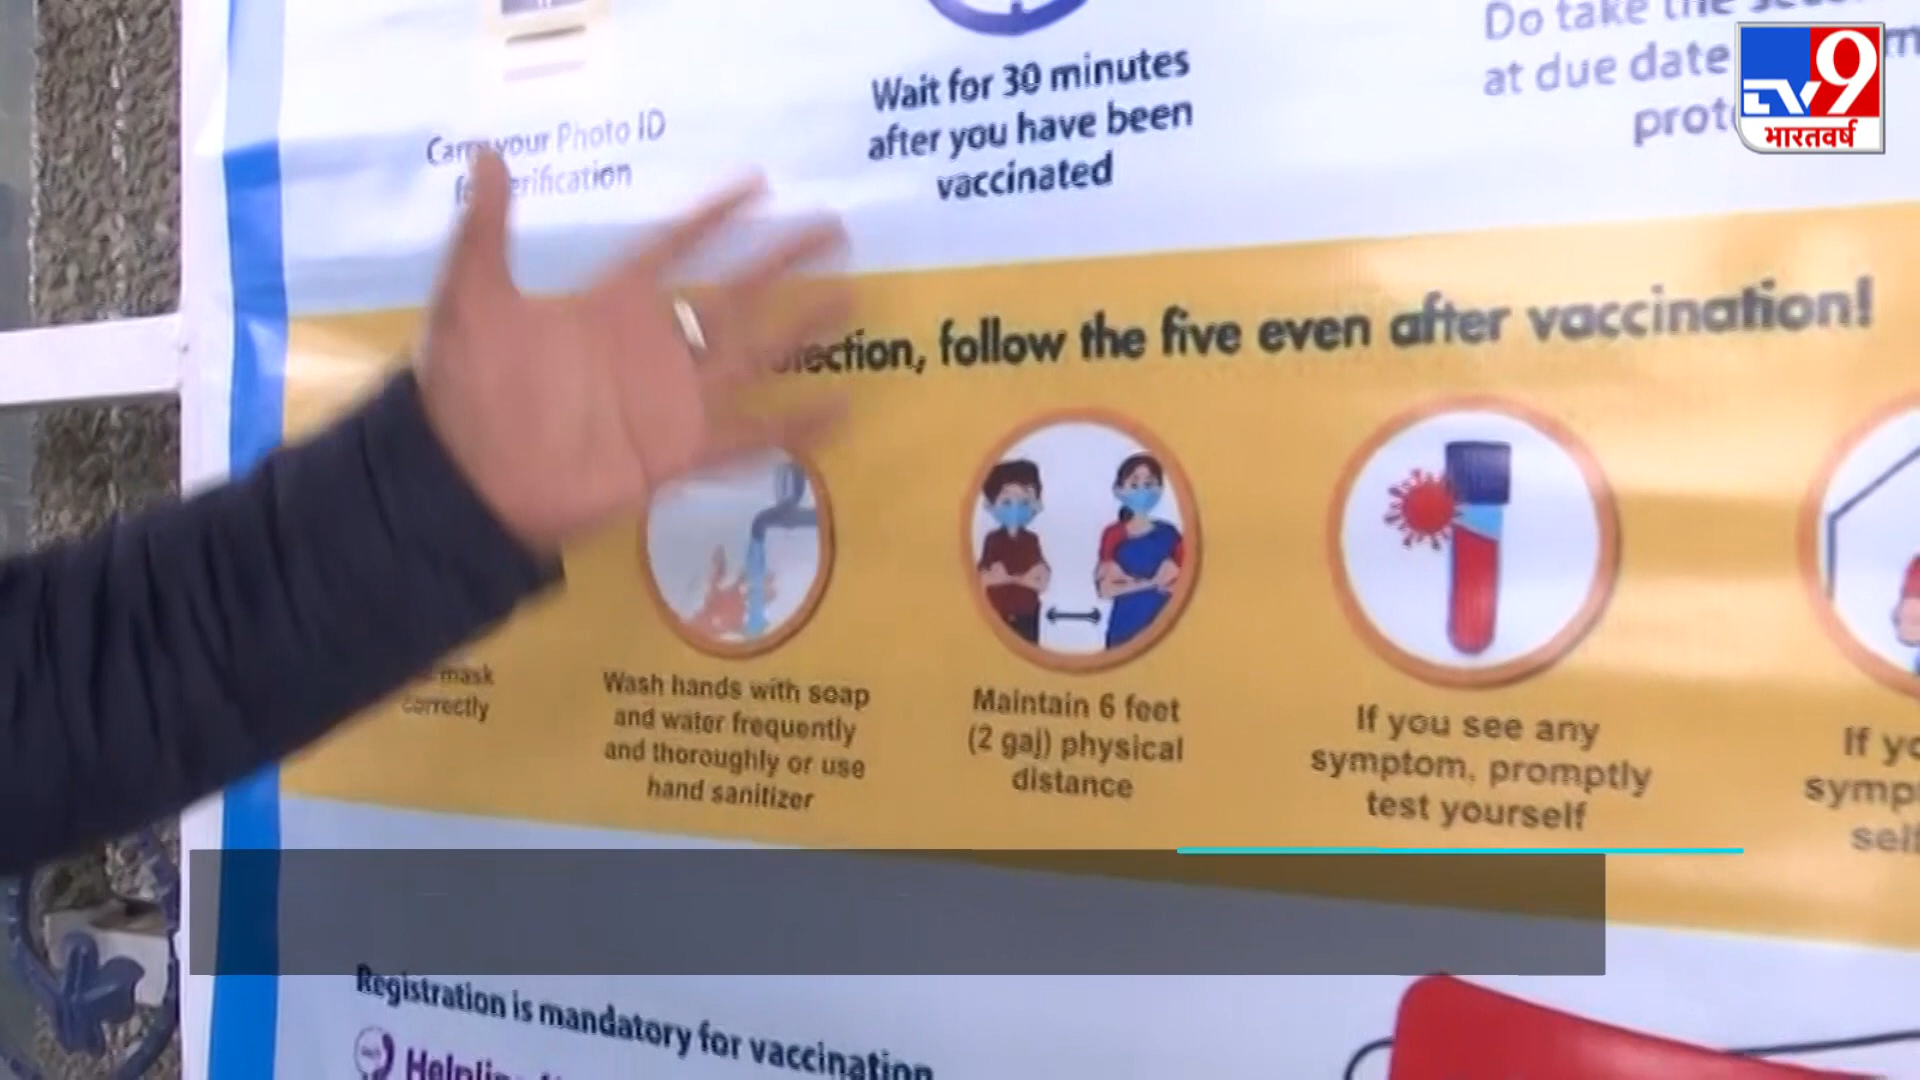 Carry your Photo ID
verification
Wait for 30 minutes
after you have been
vaccinated
Do take the
at due date
TV9
भारतवर्ष
follow the five even after vaccination!
mask
correctly
Wash hands with soap
and water frequently
and thoroughly or use
hand sanitizer
Maintain 6 feet
(2 gaj) physical
distance
If you see any
symptom, promptly
test yourself
If
Registration is mandatory for vaccination